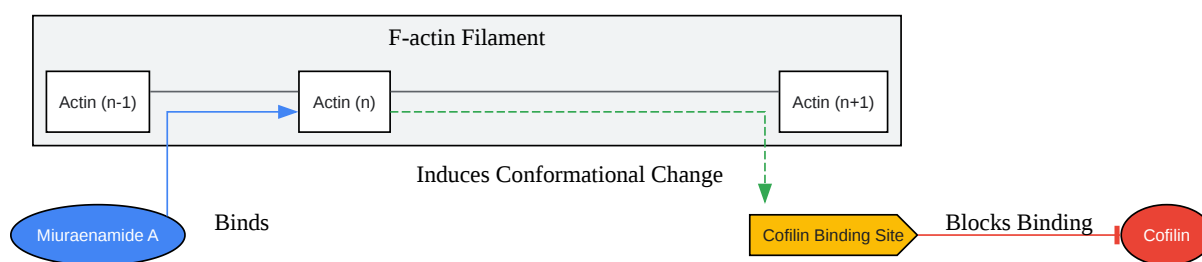 F-actin Filament
Actin (n-1)
Actin (n)
Actin (n+1)
Induces Conformational Change
Miuraenamide A
Binds
Cofilin Binding Site
Blocks Binding
Cofilin